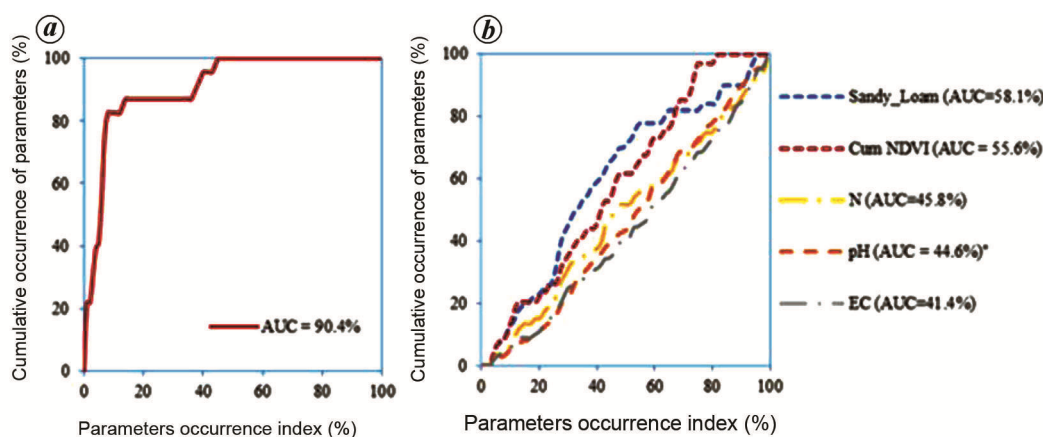 a
Cumulative occurrence of parameters (%)
100
80
60
40
20
0
AUC = 90.4%
0 20 40 60 80 100
Parameters occurrence index (%)
b
Cumulative occurrence of parameters (%)
100
80
60
40
20
0
0 20 40 60 80 100
Parameters occurrence index (%)
Sandy_Loam (AUC=58.1%)
Cum NDVI (AUC = 55.6%)
N (AUC=45.8%)
pH (AUC = 44.6%)*
EC (AUC=41.4%)